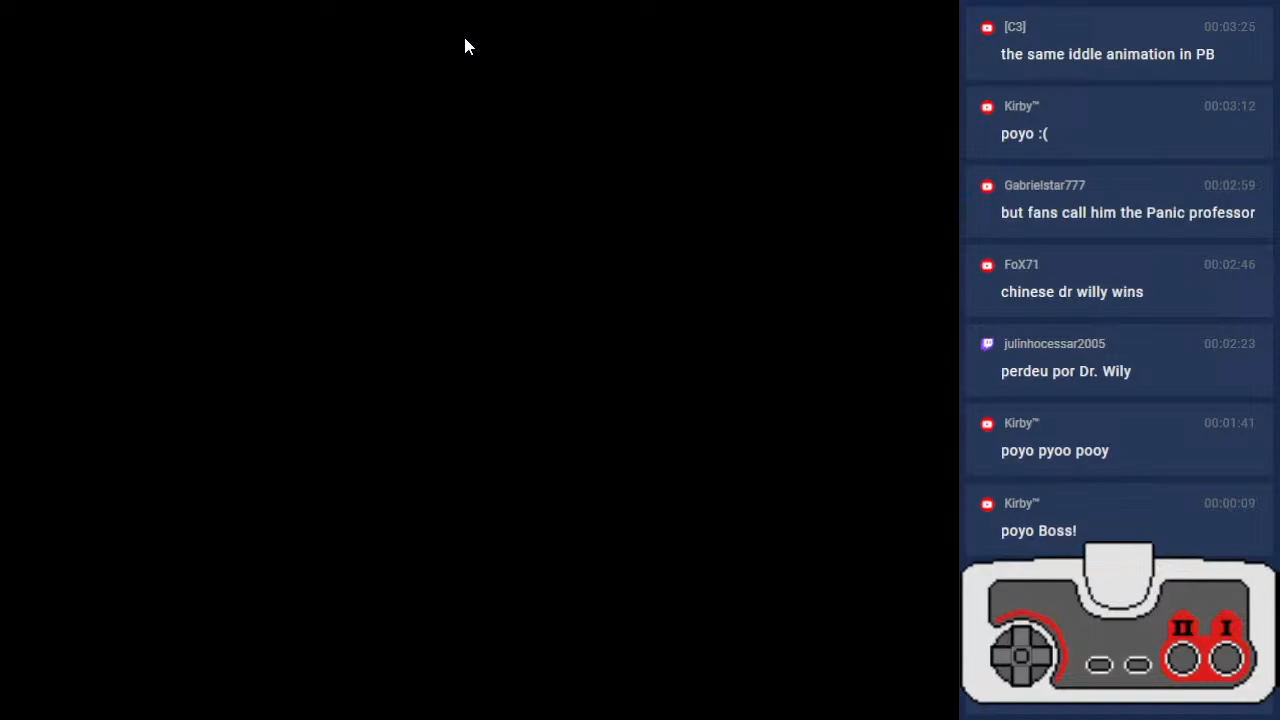 [C3] 00:03:25
the same iddle animation in PB
Kirby™ 00:03:12
poyo :(
Gabrielstar777 00:02:59
but fans call him the Panic professor
FoX71 00:02:46
chinese dr willy wins
julinhocessar2005 00:02:23
perdeu por Dr. Wily
Kirby™ 00:01:41
poyo pyoo pooy
Kirby™ 00:00:09
poyo Boss!
II I